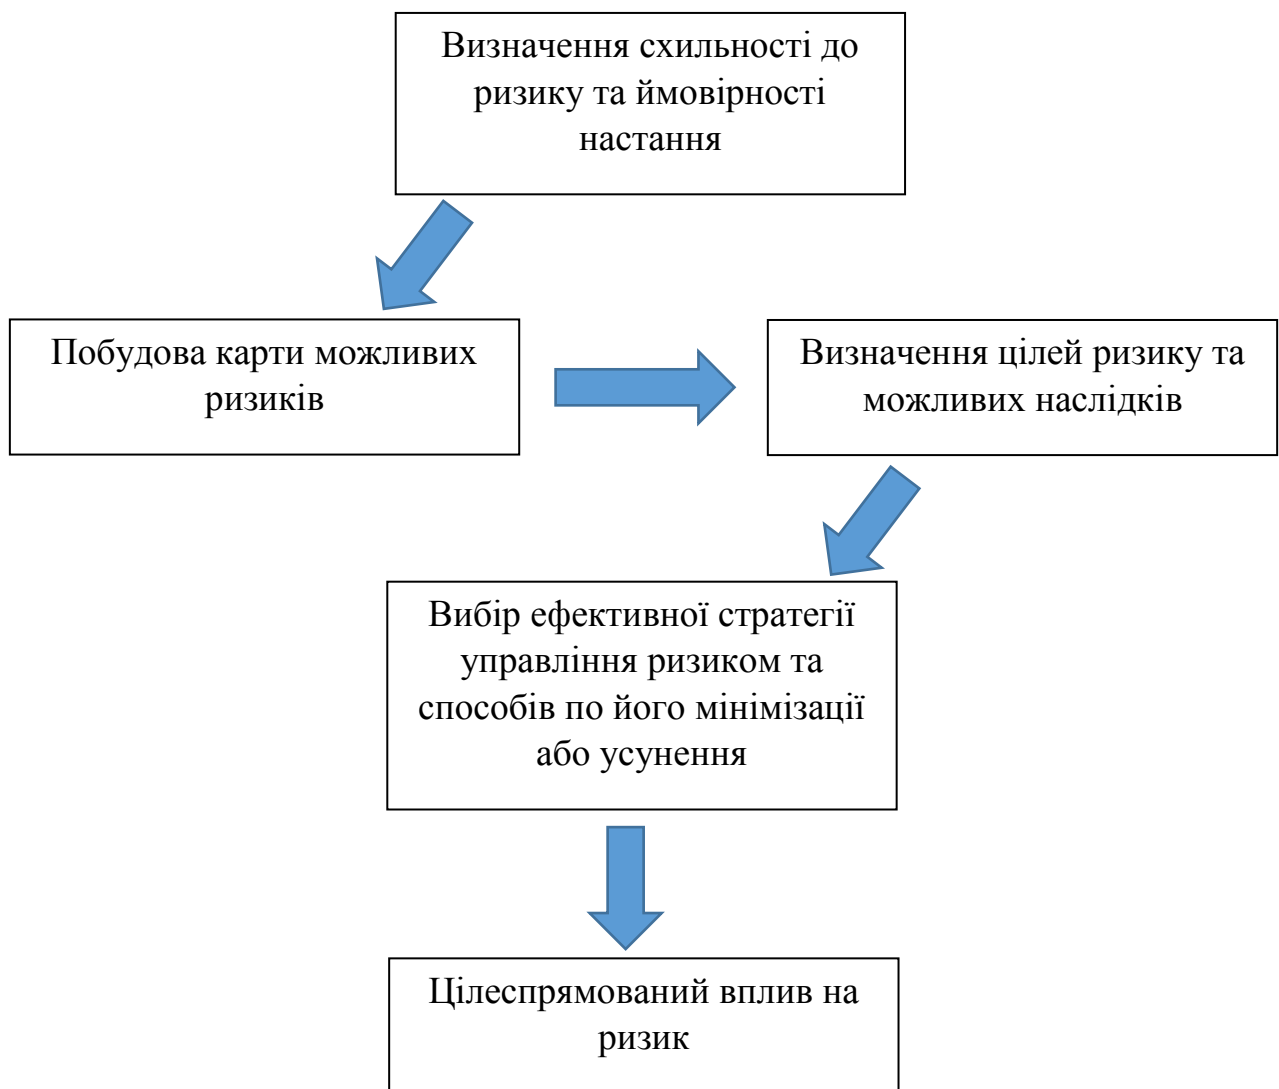 Визначення схильності до
ризику та ймовірності
настання
Побудова карти можливих
ризиків
Визначення цілей ризику та
можливих наслідків
Вибір ефективної стратегії
управління ризиком та
способів по його мінімізації
або усунення
Цілеспрямований вплив на
ризик